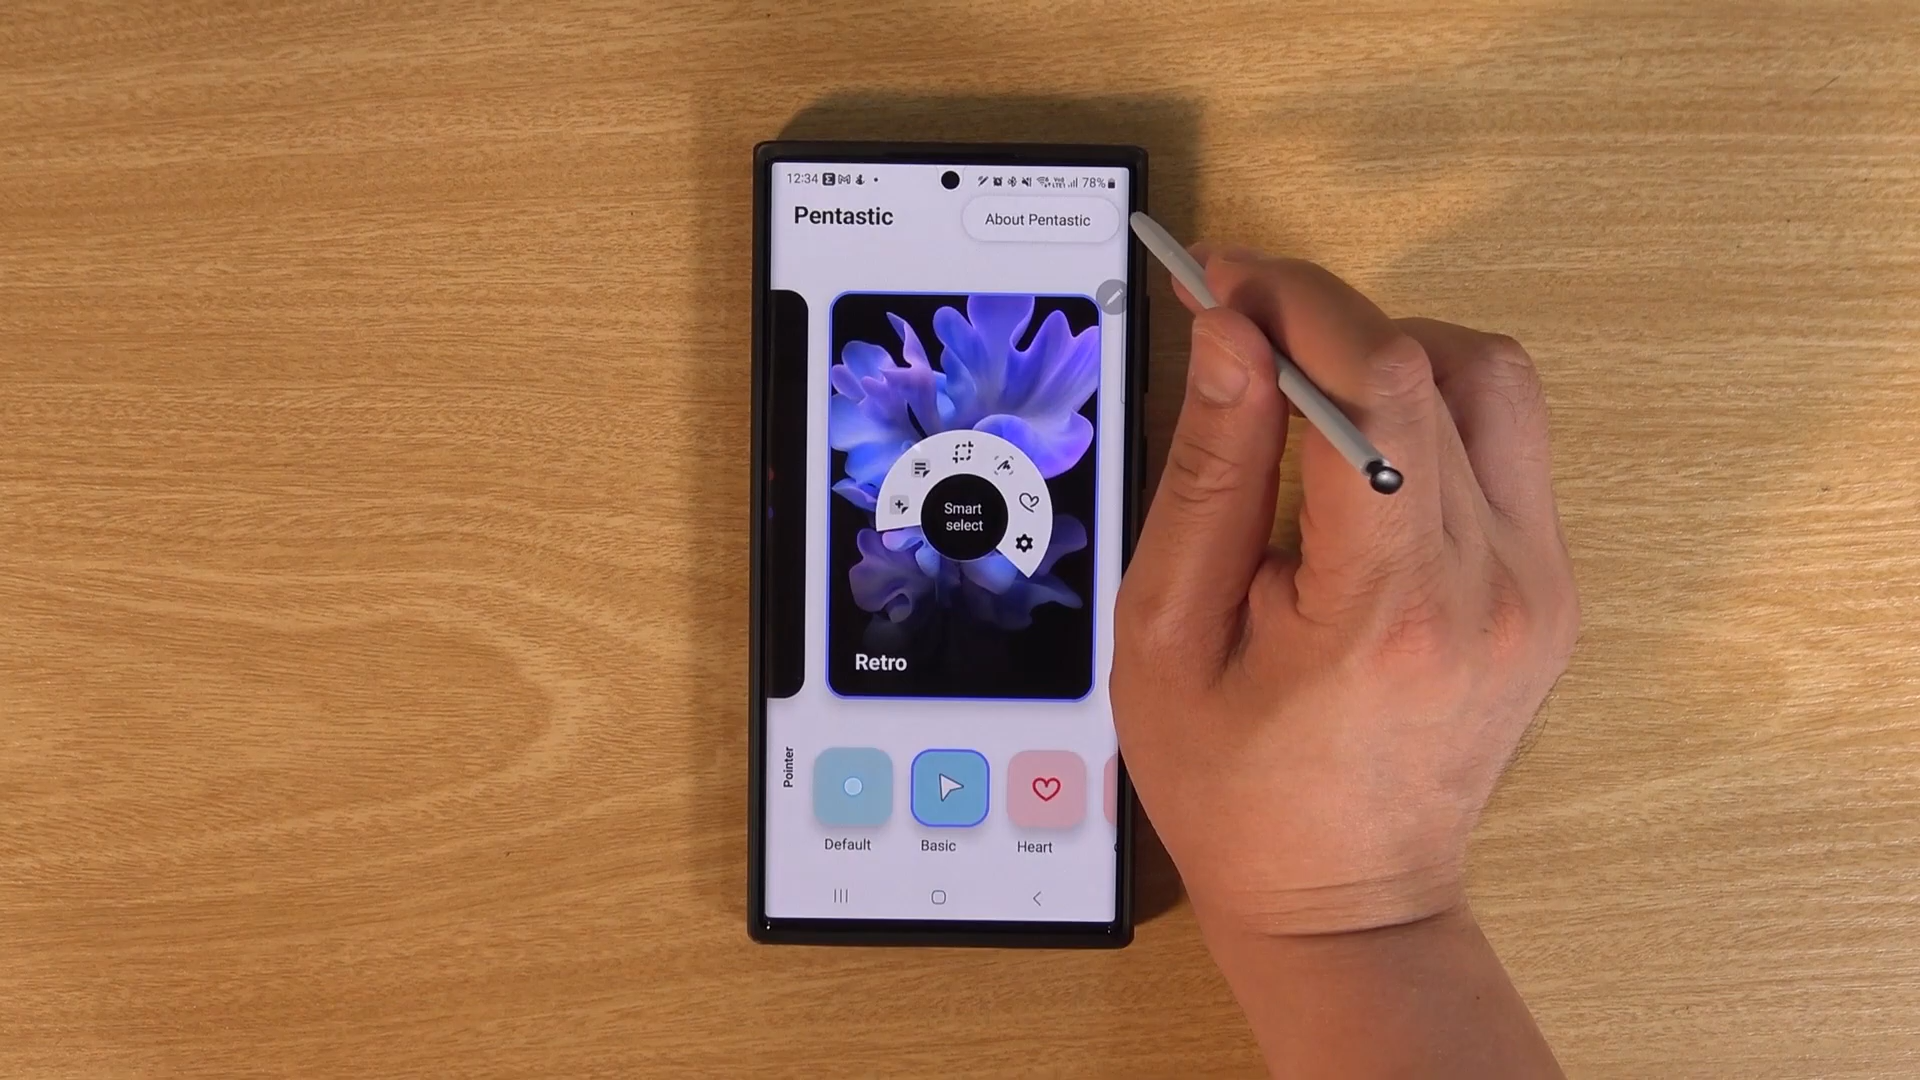 12:34
78%
Pentastic
About Pentastic
Smart
select
Retro
Pointer
Default
Basic
Heart